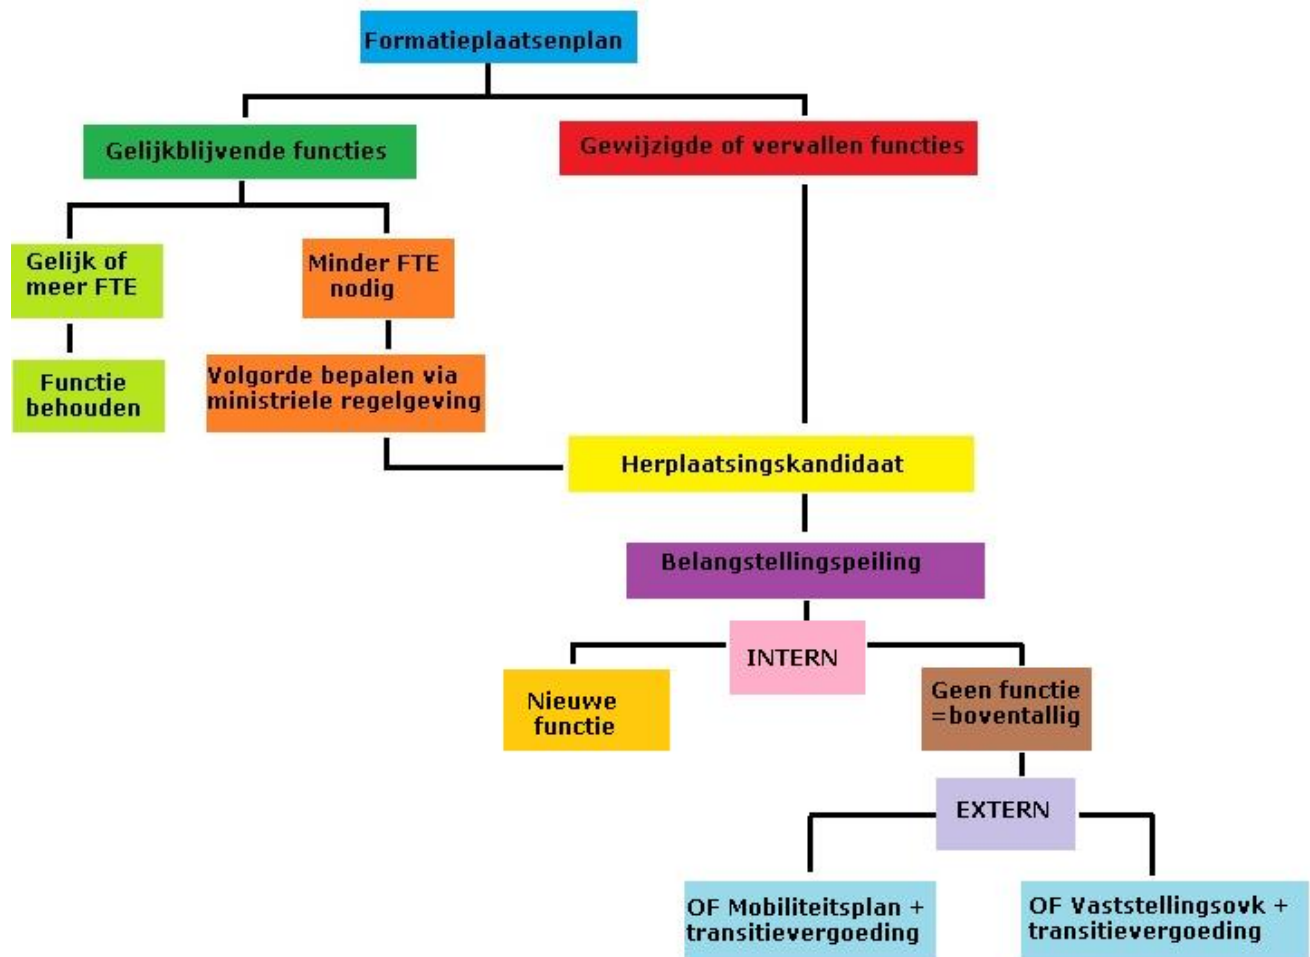 Formatieplaatsenplan
Gelijkblijvende functies
Gewijzigde of vervallen functies
Gelijk of
meer FTE
Minder FTE
nodig
Functie
behouden
Volgorde bepalen via
ministriele regelgeving
Herplaatsingskandidaat
Belangstellingspeiling
INTERN
Nieuwe
functie
Geen functie
=boventallig
EXTERN
OF Mobiliteitsplan +
transitievergoeding
OF Vaststellingsovk +
transitievergoeding